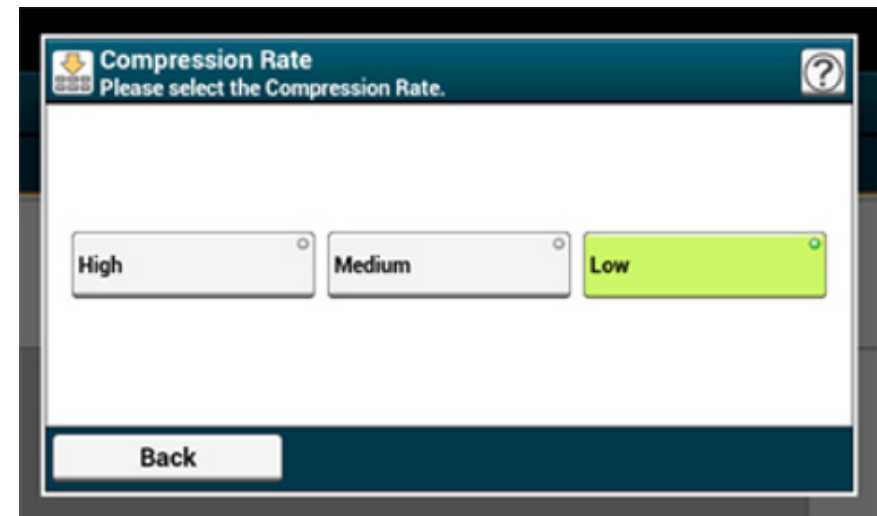 Compression Rate
Please select the Compression Rate.
?
High
Medium
Low
Back